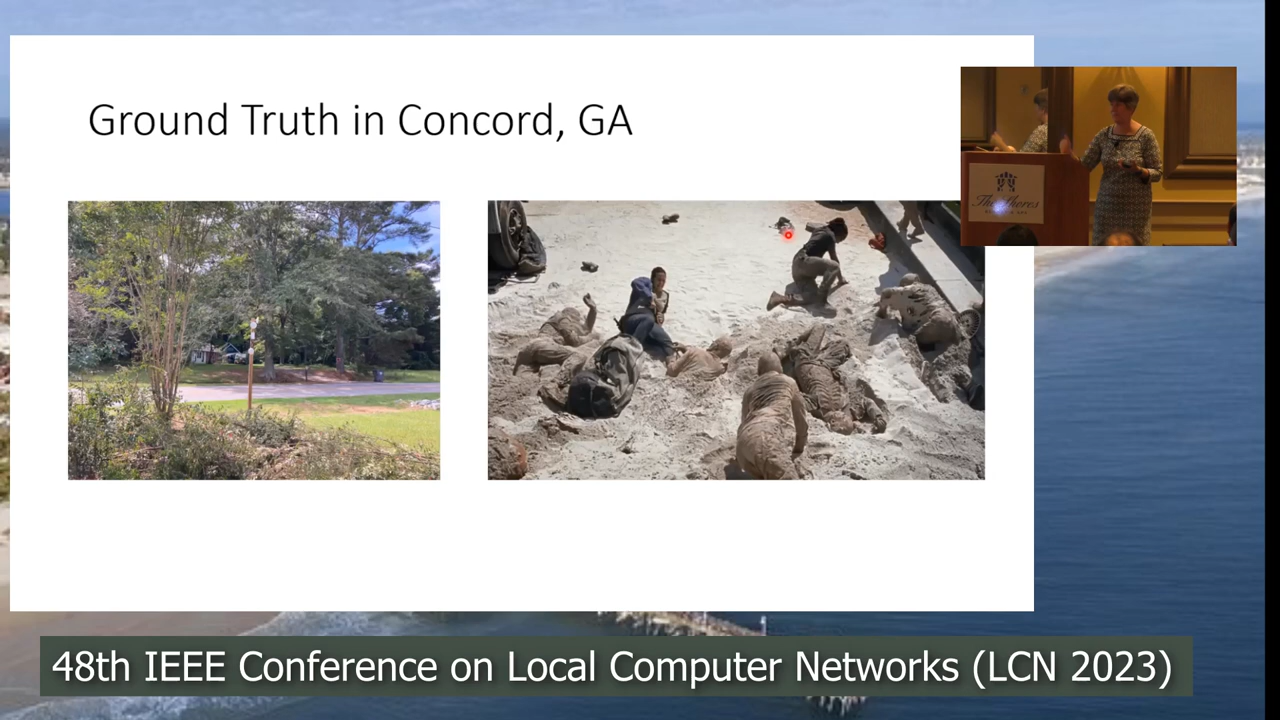 Ground Truth in Concord, GA
48th IEEE Conference on Local Computer Networks (LCN 2023)